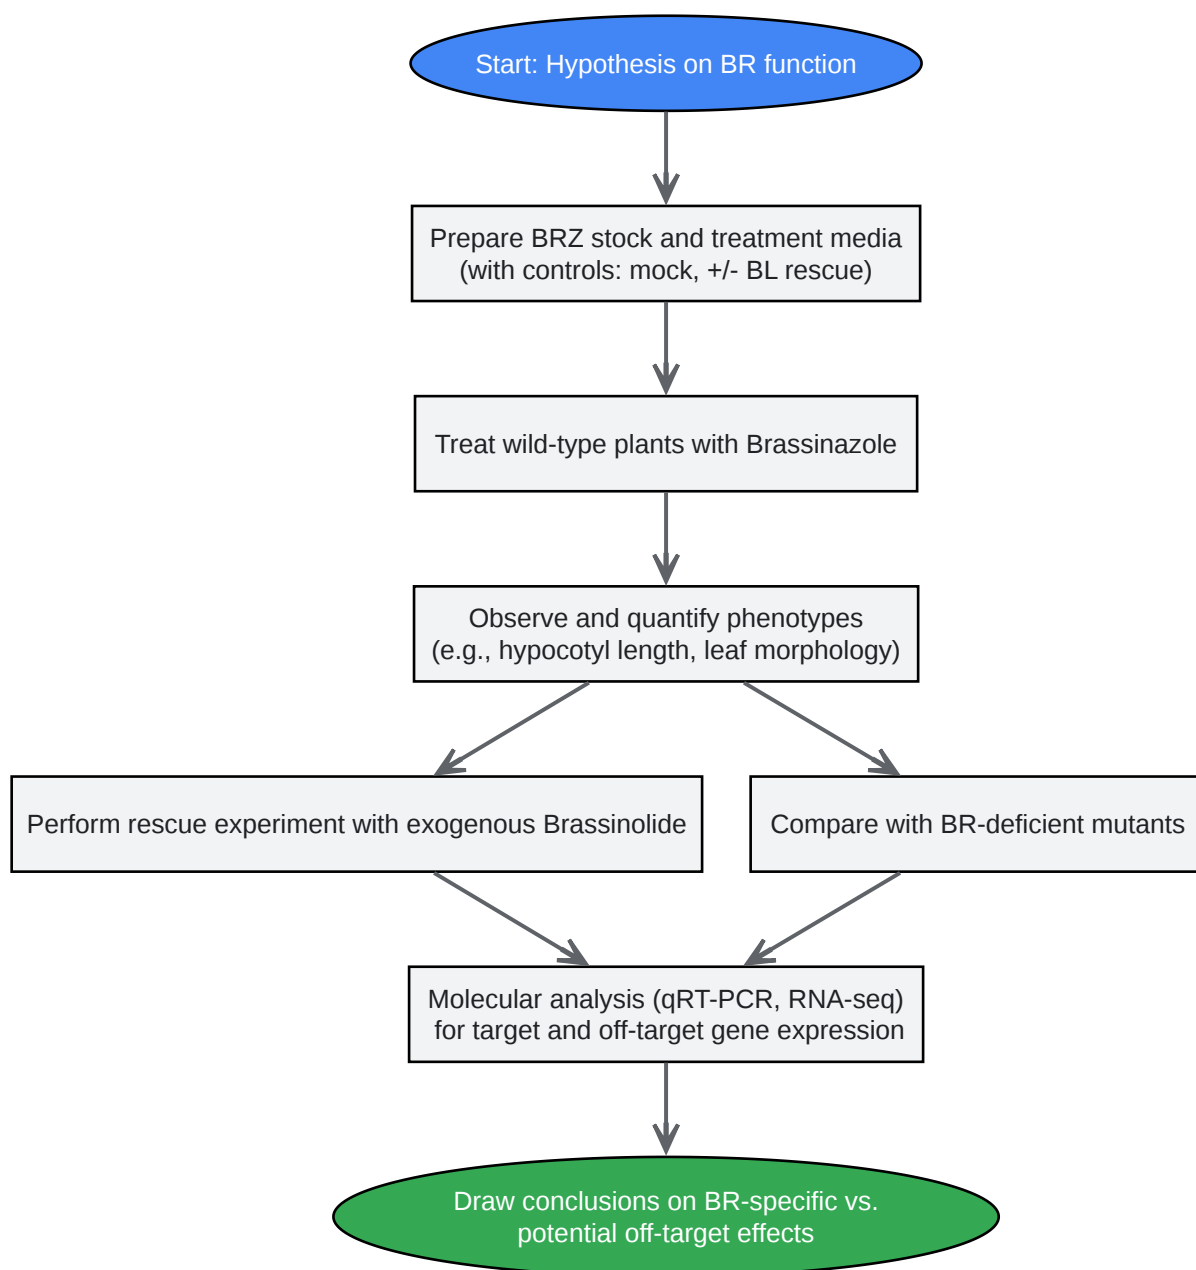 Start: Hypothesis on BR function
Prepare BRZ stock and treatment media
(with controls: mock, +/- BL rescue)
Treat wild-type plants with Brassinazole
Observe and quantify phenotypes
(e.g., hypocotyl length, leaf morphology)
Perform rescue experiment with exogenous Brassinolide
Compare with BR-deficient mutants
Molecular analysis (qRT-PCR, RNA-seq)
for target and off-target gene expression
Draw conclusions on BR-specific vs.
potential off-target effects